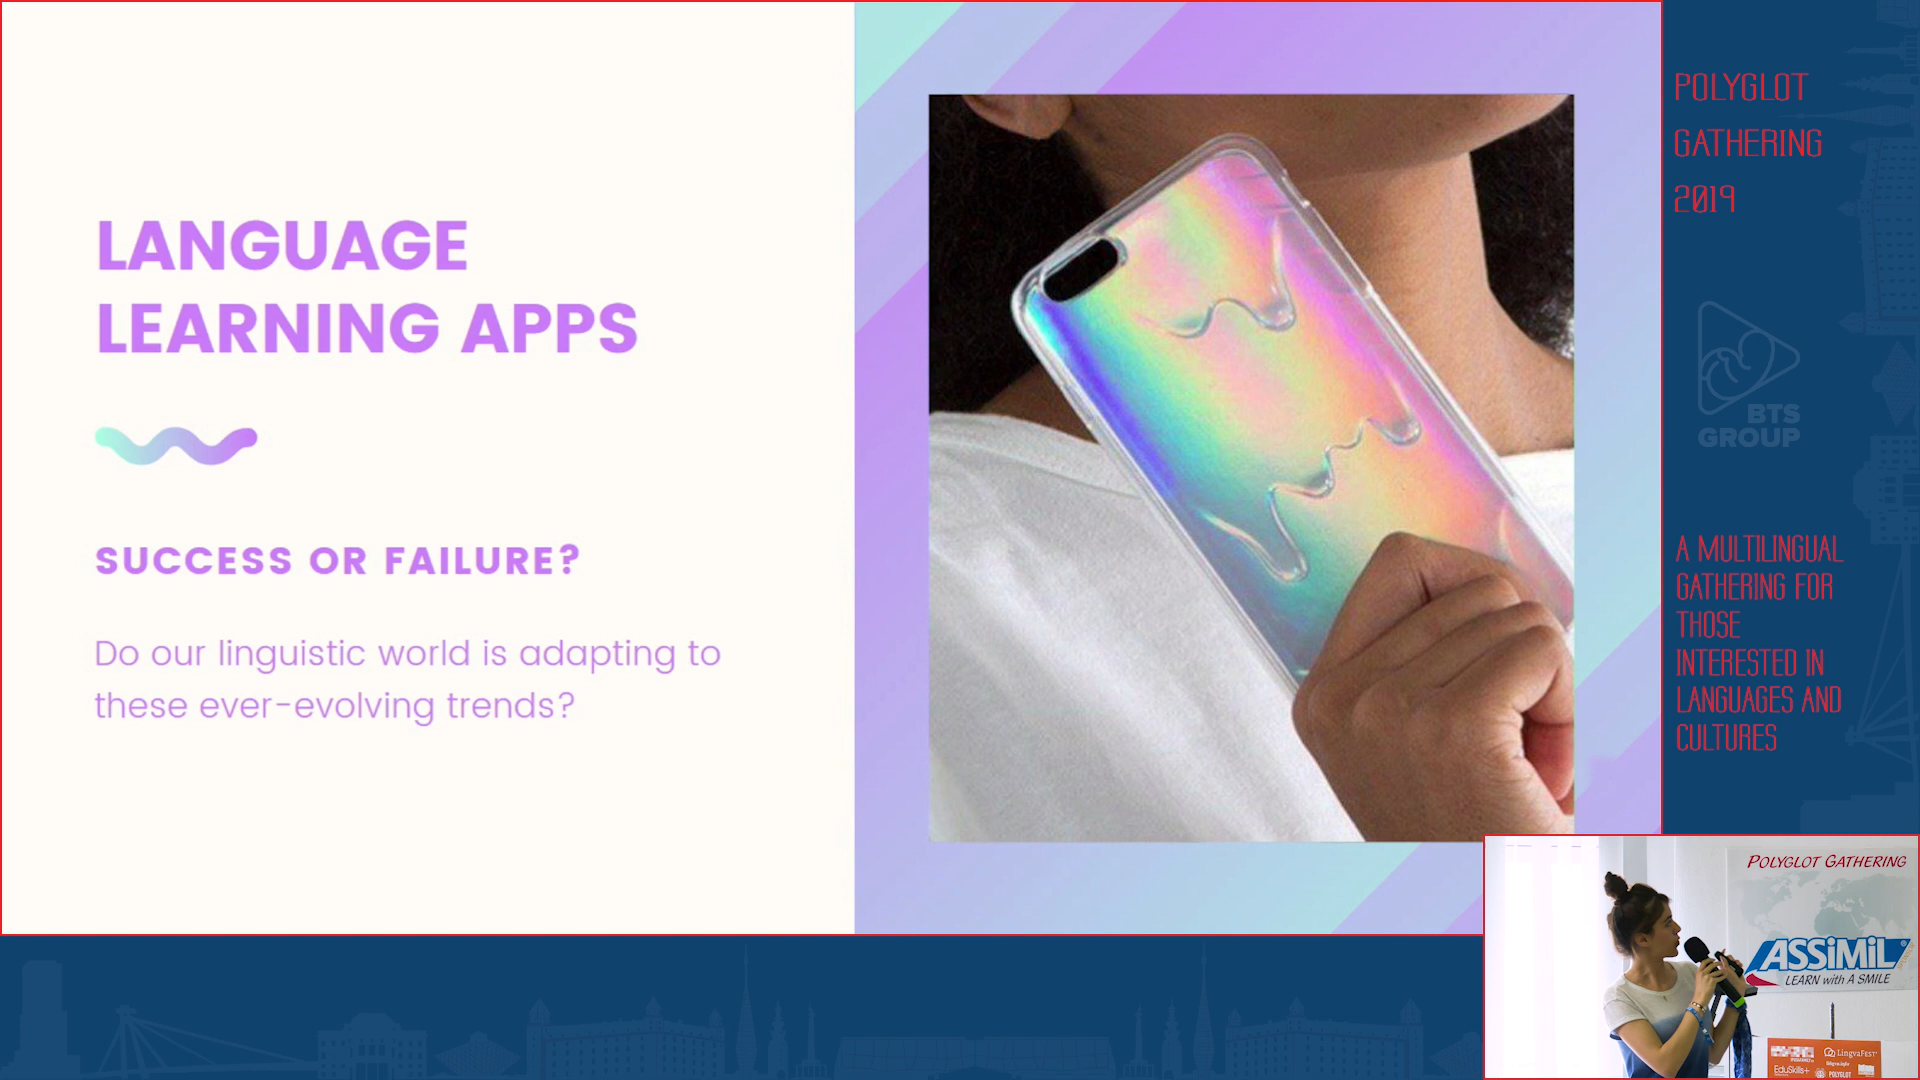 LANGUAGE
LEARNING APPS
SUCCESS OR FAILURE?
Do our linguistic world is adapting to
these ever-evolving trends?
POLYGLOT
GATHERING
2019
BTS
GROUP
A MULTILINGUAL
GATHERING FOR
THOSE
INTERESTED IN
LANGUAGES AND
CULTURES
POLYGLOT GATHERING
ASSiMiL®
LEARN with A SMILE
LingvaFest'
EduSkills+
POLYGLOT